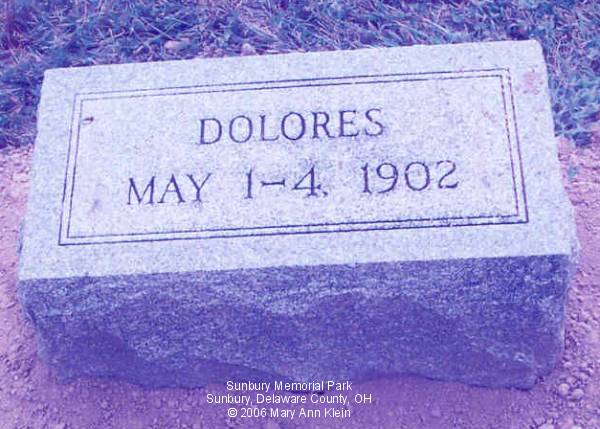 DOLORES
MAY 1-4, 1902
Sunbury Memorial Park
Sunbury, Delaware County, OH
© 2006 Mary Ann Klein